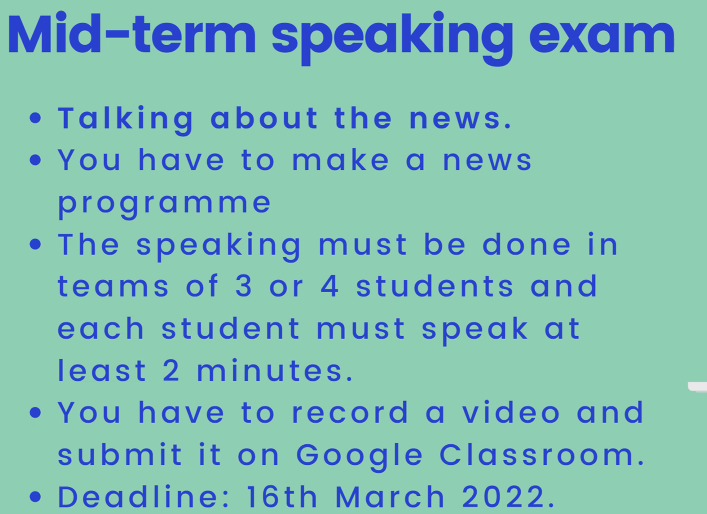 Mid-term speaking exam
• Talking about the news.
• You have to make a news
programme
• The speaking must be done in
teams of 3 or 4 students and
each student must speak at
least 2 minutes.
• You have to record a video and
submit it on Google Classroom.
• Deadline: 16th March 2022.